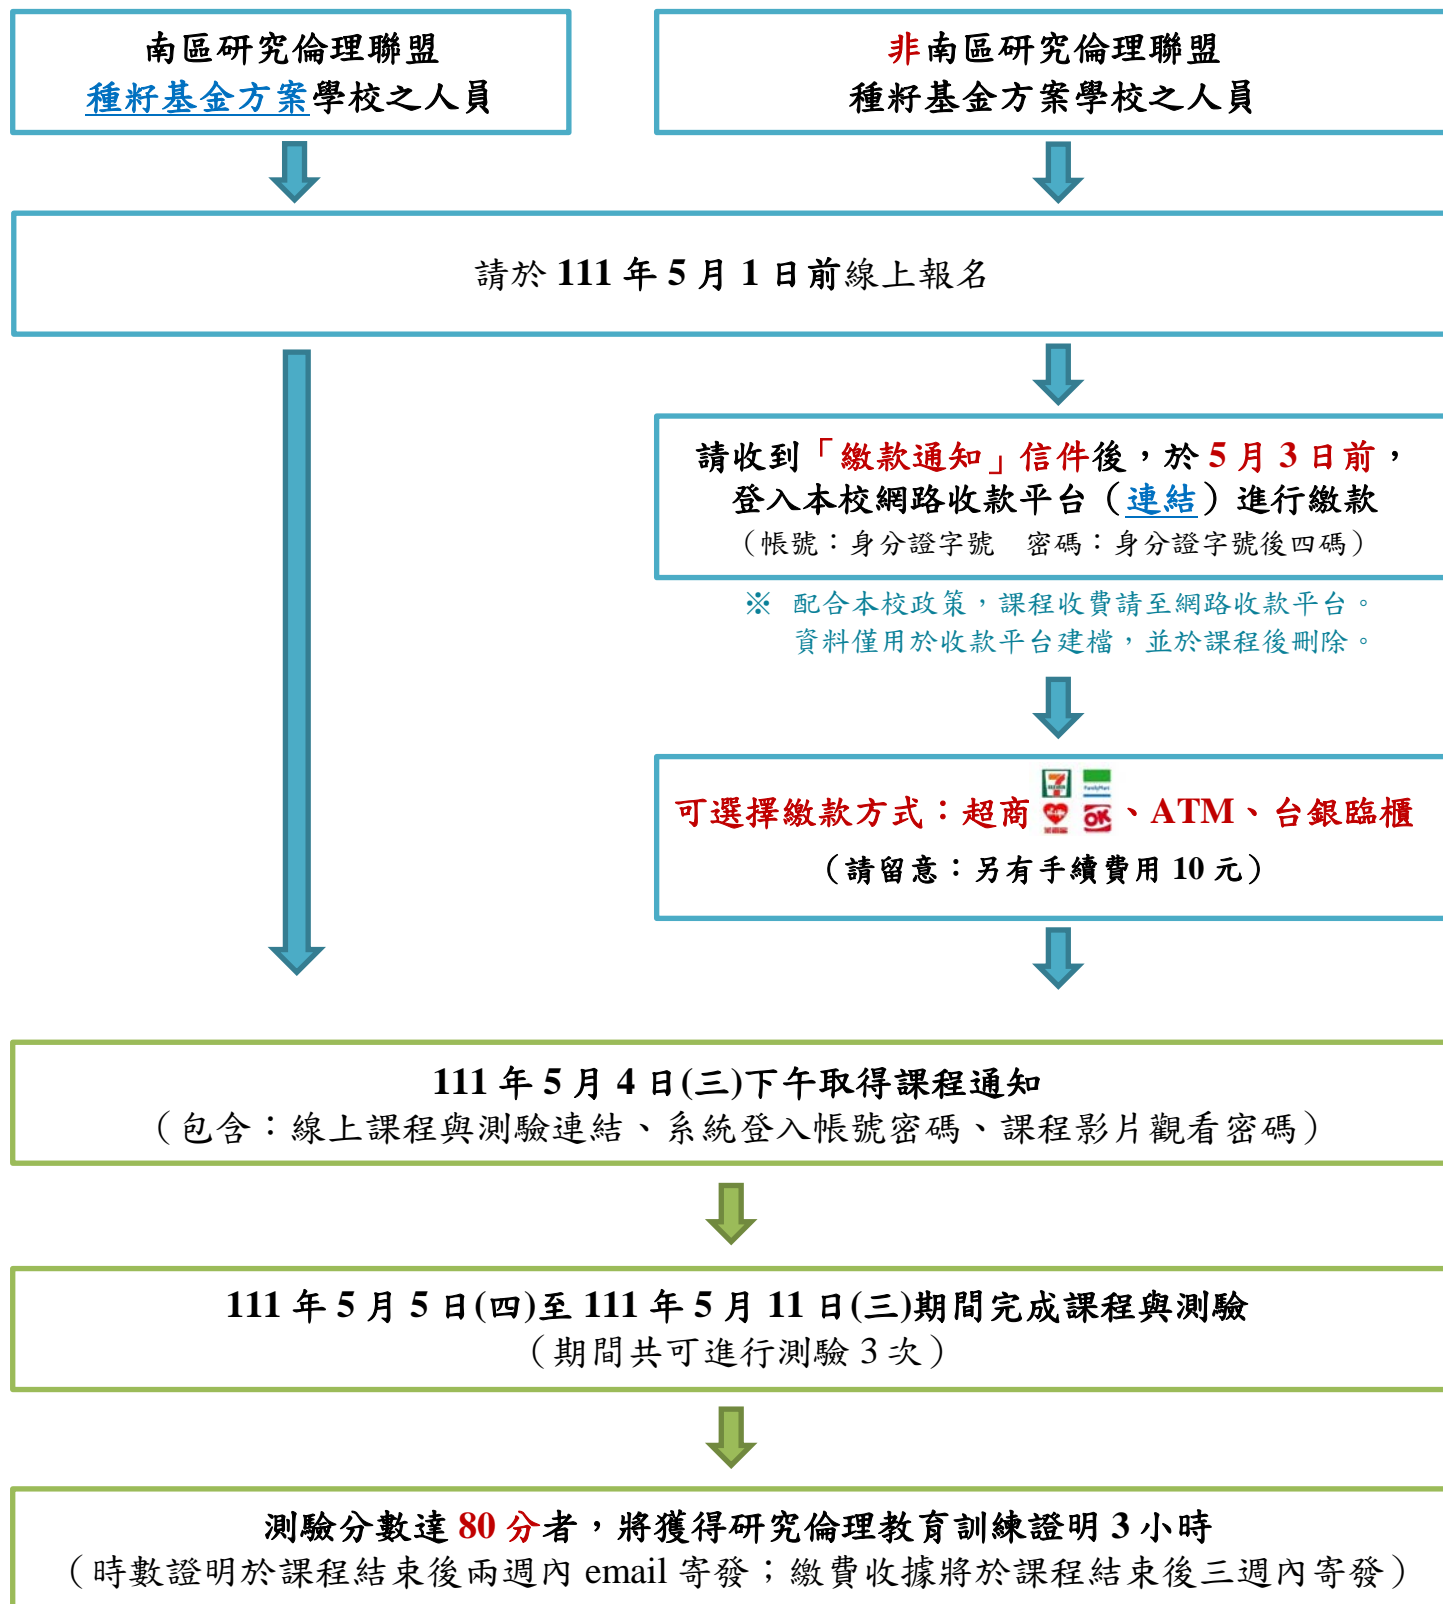 南區研究倫理聯盟
種籽基金方案學校之人員
非南區研究倫理聯盟
種籽基金方案學校之人員
請於 111 年 5 月 1 日前線上報名
請收到「繳款通知」信件後，於 5 月 3 日前，
登入本校網路收款平台（連結）進行繳款
（帳號：身分證字號　密碼：身分證字號後四碼）
※ 配合本校政策，課程收費請至網路收款平台。
資料僅用於收款平台建檔，並於課程後刪除。
可選擇繳款方式：超商 7 ELEVEN FamilyMart OK、ATM、台銀臨櫃
（請留意：另有手續費用 10 元）
111 年 5 月 4 日(三)下午取得課程通知
（包含：線上課程與測驗連結、系統登入帳號密碼、課程影片觀看密碼）
111 年 5 月 5 日(四)至 111 年 5 月 11 日(三)期間完成課程與測驗
（期間共可進行測驗 3 次）
測驗分數達 80 分者，將獲得研究倫理教育訓練證明 3 小時
（時數證明於課程結束後兩週內 email 寄發；繳費收據將於課程結束後三週內寄發）